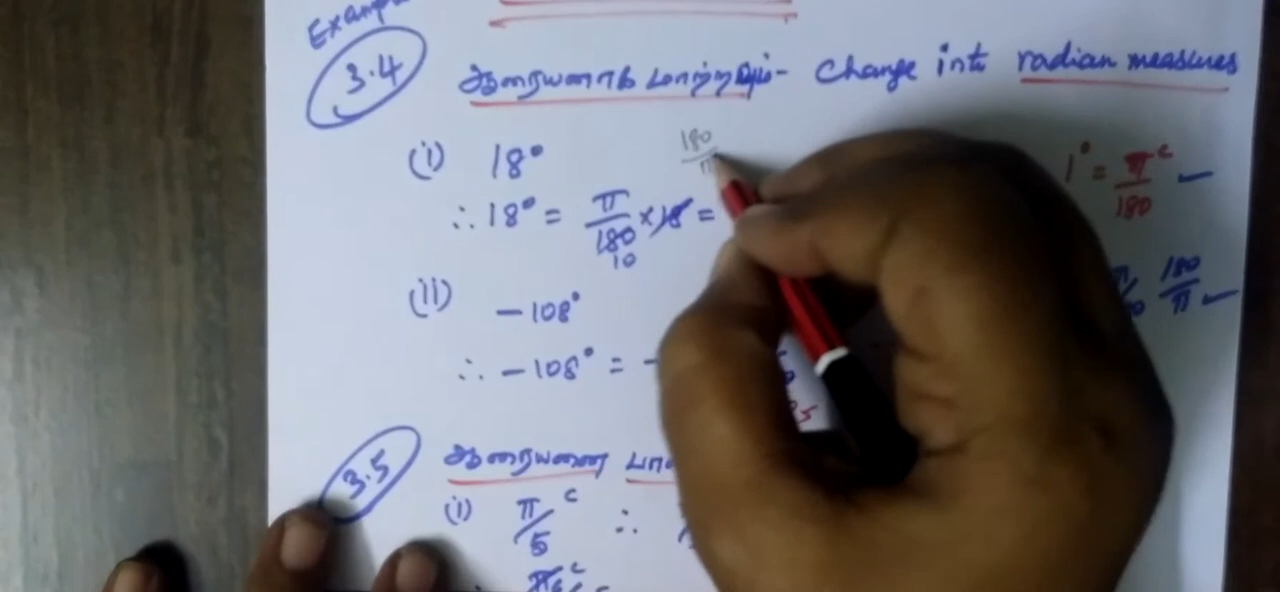 Example
3.4 ஆரையனாக மாற்றவும்- Change into radian measures
(i) 18°
180/π
1° = π/180 ᶜ
∴ 18° = π/180 × 18 =
10
(ii) −108°
180/π
∴ −108° = −
3.5 ஆரையனை
(i) π/5 ᶜ ∴